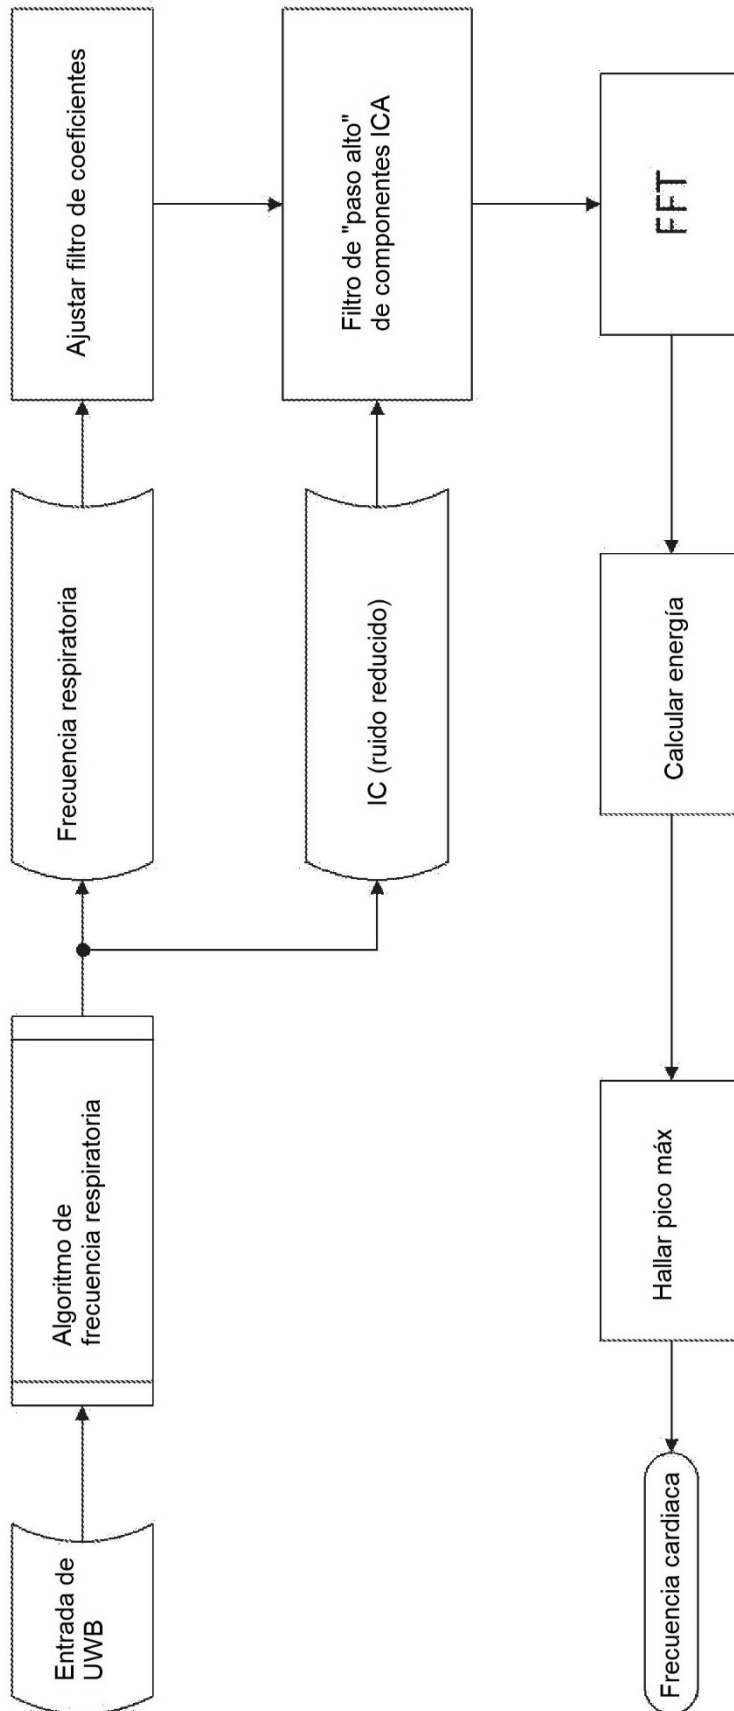 Entrada de
UWB
Algoritmo de
frecuencia respiratoria
Frecuencia respiratoria
Ajustar filtro de coeficientes
IC (ruido reducido)
Filtro de "paso alto"
de componentes ICA
FFT
Calcular energía
Hallar pico máx
Frecuencia cardiaca